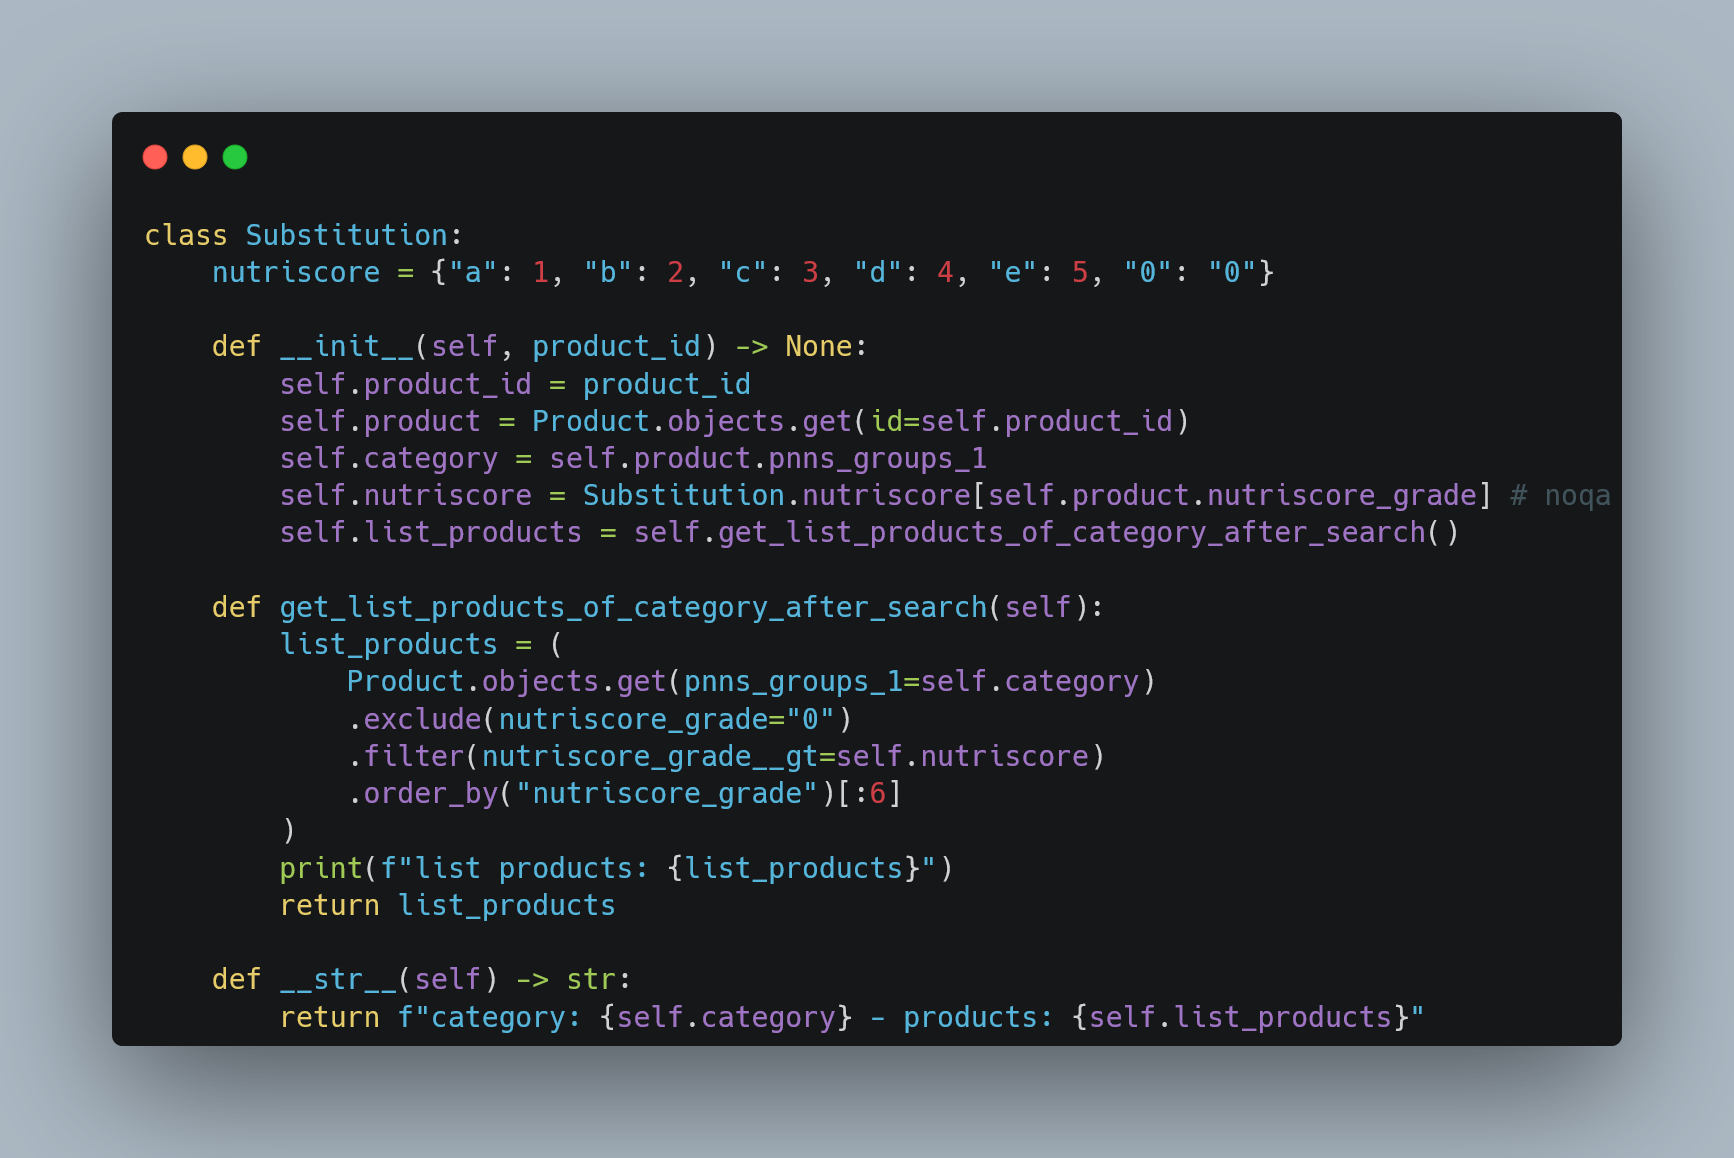 class Substitution:
    nutriscore = {"a": 1, "b": 2, "c": 3, "d": 4, "e": 5, "0": "0"}

    def __init__(self, product_id) -> None:
        self.product_id = product_id
        self.product = Product.objects.get(id=self.product_id)
        self.category = self.product.pnns_groups_1
        self.nutriscore = Substitution.nutriscore[self.product.nutriscore_grade] # noqa
        self.list_products = self.get_list_products_of_category_after_search()

    def get_list_products_of_category_after_search(self):
        list_products = (
            Product.objects.get(pnns_groups_1=self.category)
            .exclude(nutriscore_grade="0")
            .filter(nutriscore_grade__gt=self.nutriscore)
            .order_by("nutriscore_grade")[:6]
        )
        print(f"list products: {list_products}")
        return list_products

    def __str__(self) -> str:
        return f"category: {self.category} - products: {self.list_products}"